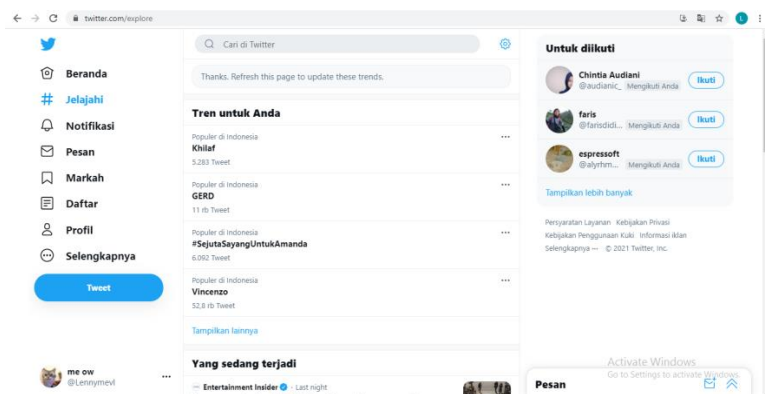 twitter.com/explore
L
Cari di Twitter
Beranda
Jelajahi
Notifikasi
Pesan
Markah
Daftar
Profil
Selengkapnya
Tweet
me ow
@Lennymevl
Thanks. Refresh this page to update these trends.
Tren untuk Anda
Populer di Indonesia
Khilaf
5.283 Tweet
Populer di Indonesia
GERD
11 rb Tweet
Populer di Indonesia
#SejutaSayangUntukAmanda
6.092 Tweet
Populer di Indonesia
Vincenzo
52,8 rb Tweet
Tampilkan lainnya
Yang sedang terjadi
Entertainment Insider · Last night
Untuk diikuti
Chintia Audiani
@audianic_ Mengikuti Anda
Ikuti
faris
@farisdidi... Mengikuti Anda
Ikuti
espressoft
@alyrhm... Mengikuti Anda
Ikuti
Tampilkan lebih banyak
Persyaratan Layanan Kebijakan Privasi
Kebijakan Penggunaan Kuki Informasi iklan
Selengkapnya — © 2021 Twitter, Inc.
Activate Windows
Go to Settings to activate Windows.
Pesan